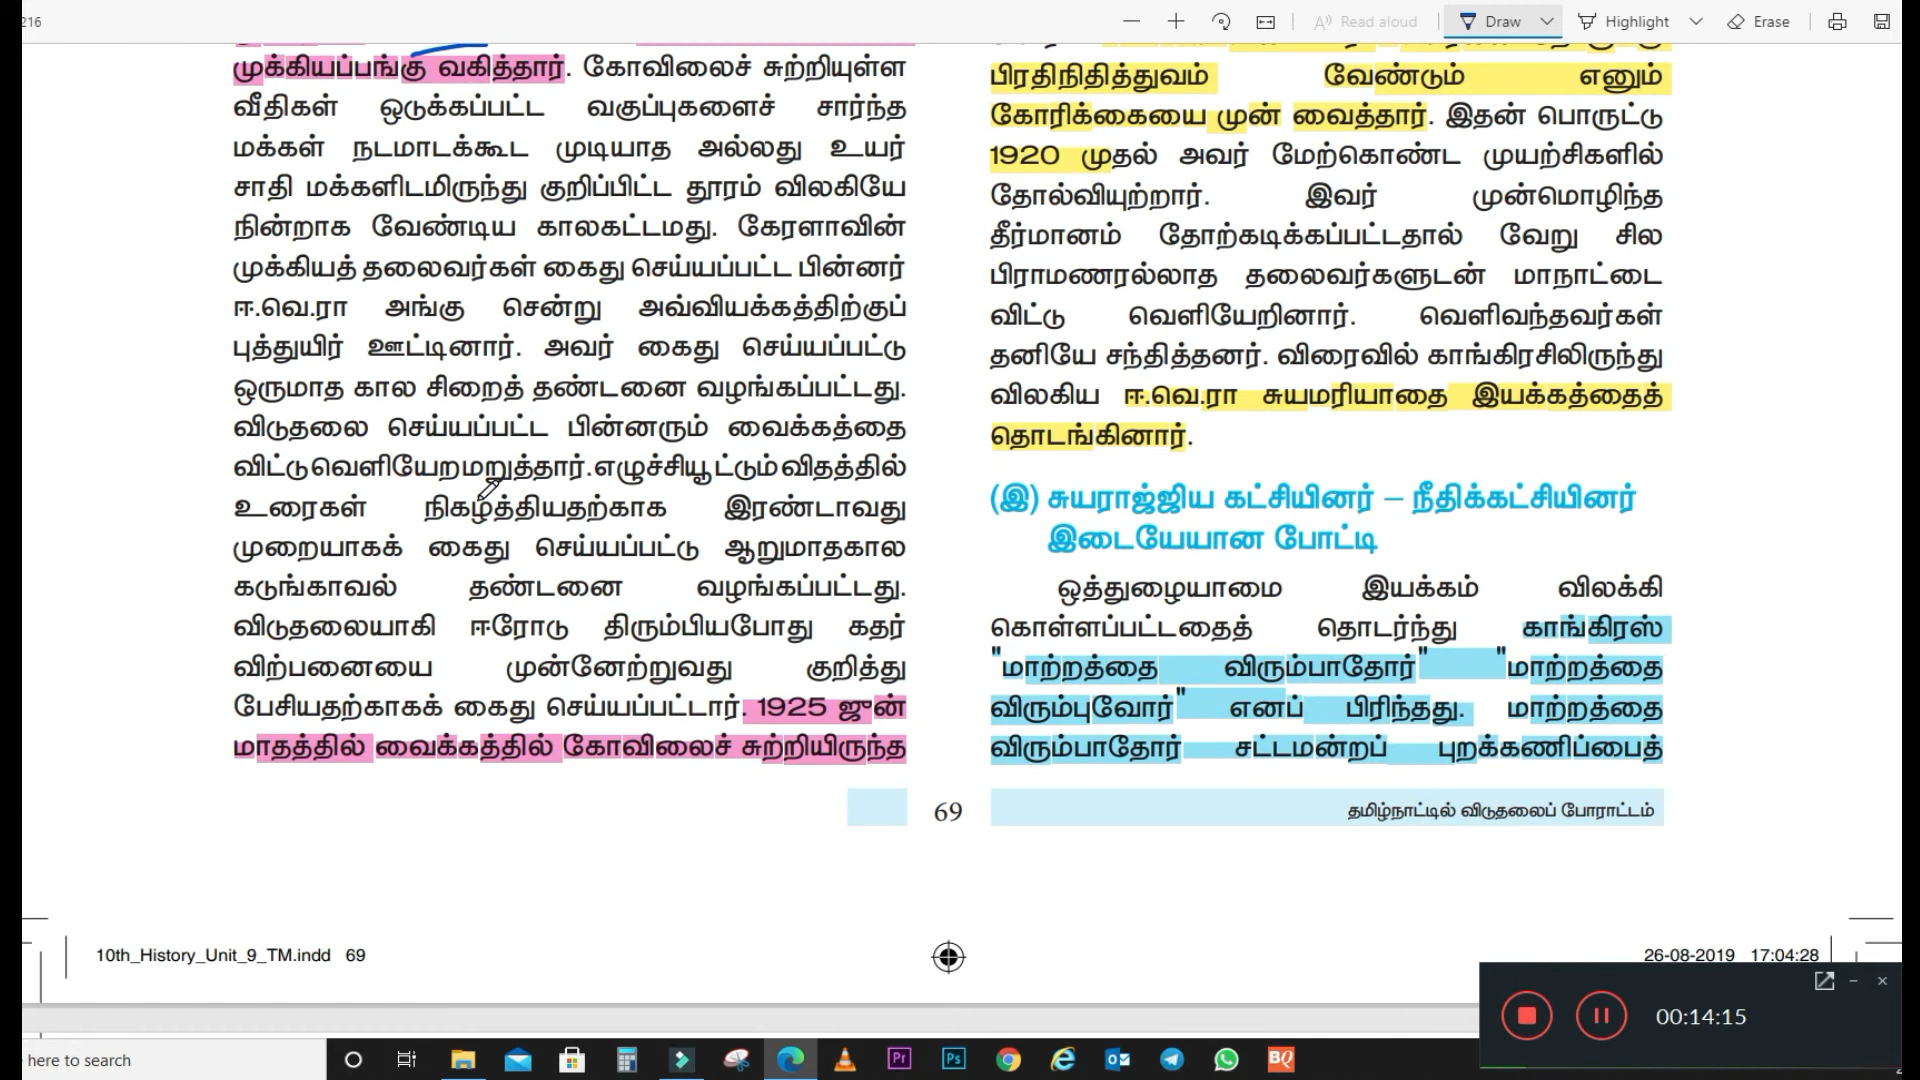 216
Read aloud
Draw
Highlight
Erase
முக்கியப்பங்கு வகித்தார். கோவிலைச் சுற்றியுள்ள
வீதிகள் ஒடுக்கப்பட்ட வகுப்புகளைச் சார்ந்த
மக்கள் நடமாடக்கூட முடியாத அல்லது உயர்
சாதி மக்களிடமிருந்து குறிப்பிட்ட தூரம் விலகியே
நின்றாக வேண்டிய காலகட்டமது. கேரளாவின்
முக்கியத் தலைவர்கள் கைது செய்யப்பட்ட பின்னர்
ஈ.வெ.ரா அங்கு சென்று அவ்வியக்கத்திற்குப்
புத்துயிர் ஊட்டினார். அவர் கைது செய்யப்பட்டு
ஒருமாத கால சிறைத் தண்டனை வழங்கப்பட்டது.
விடுதலை செய்யப்பட்ட பின்னரும் வைக்கத்தை
விட்டு வெளியேற மறுத்தார். எழுச்சியூட்டும் விதத்தில்
உரைகள் நிகழ்த்தியதற்காக இரண்டாவது
முறையாகக் கைது செய்யப்பட்டு ஆறுமாதகால
கடுங்காவல் தண்டனை வழங்கப்பட்டது.
விடுதலையாகி ஈரோடு திரும்பியபோது கதர்
விற்பனையை முன்னேற்றுவது குறித்து
பேசியதற்காகக் கைது செய்யப்பட்டார். 1925 ஜுன்
மாதத்தில் வைக்கத்தில் கோவிலைச் சுற்றியிருந்த
பிரதிநிதித்துவம் வேண்டும் எனும்
கோரிக்கையை முன் வைத்தார். இதன் பொருட்டு
1920 முதல் அவர் மேற்கொண்ட முயற்சிகளில்
தோல்வியுற்றார். இவர் முன்மொழிந்த
தீர்மானம் தோற்கடிக்கப்பட்டதால் வேறு சில
பிராமணரல்லாத தலைவர்களுடன் மாநாட்டை
விட்டு வெளியேறினார். வெளிவந்தவர்கள்
தனியே சந்தித்தனர். விரைவில் காங்கிரசிலிருந்து
விலகிய ஈ.வெ.ரா சுயமரியாதை இயக்கத்தைத்
தொடங்கினார்.
(இ) சுயராஜ்ஜிய கட்சியினர் – நீதிக்கட்சியினர்
இடையேயான போட்டி
ஒத்துழையாமை இயக்கம் விலக்கி
கொள்ளப்பட்டதைத் தொடர்ந்து காங்கிரஸ்
"மாற்றத்தை விரும்பாதோர்" "மாற்றத்தை
விரும்புவோர்" எனப் பிரிந்தது. மாற்றத்தை
விரும்பாதோர் சட்டமன்றப் புறக்கணிப்பைத்
69
தமிழ்நாட்டில் விடுதலைப் போராட்டம்
10th_History_Unit_9_TM.indd 69
26-08-2019 17:04:28
00:14:15
here to search
Pr
Ps
BQ